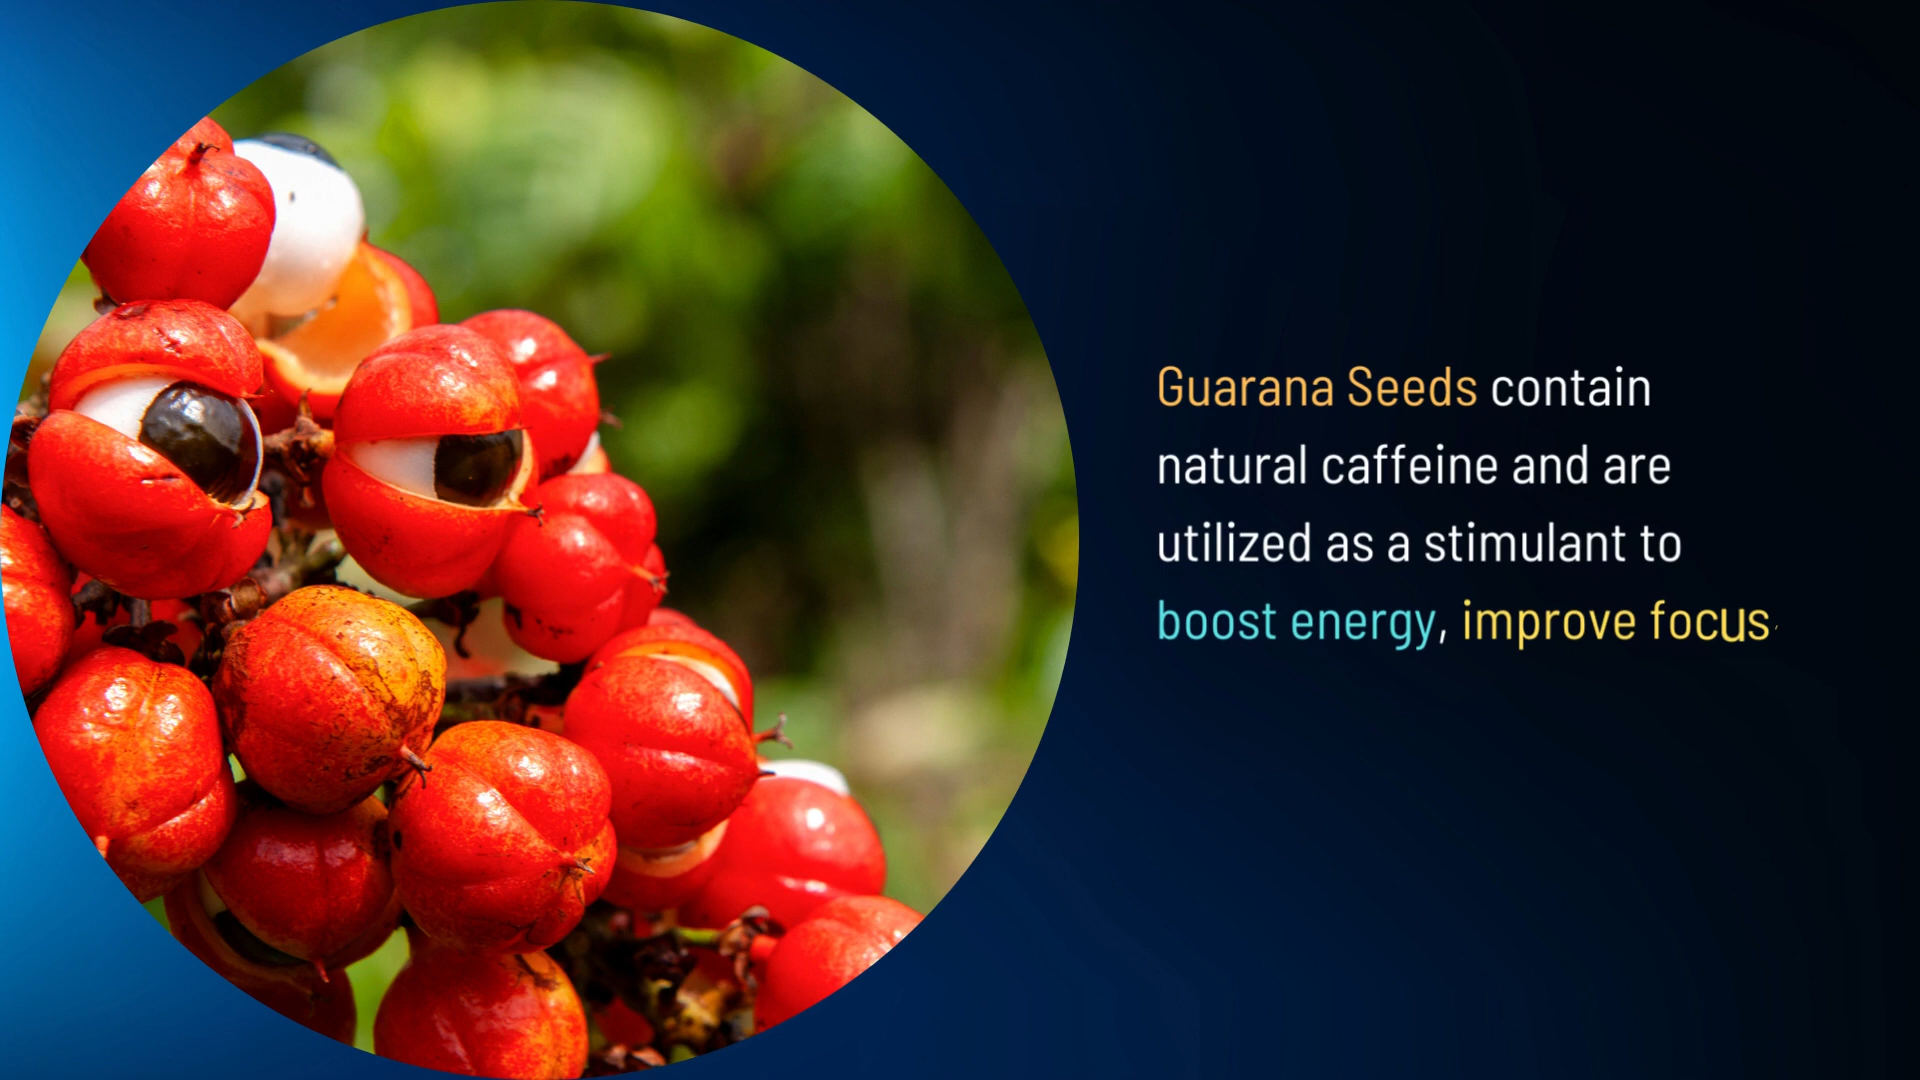 Guarana Seeds contain
natural caffeine and are
utilized as a stimulant to
boost energy, improve focus,